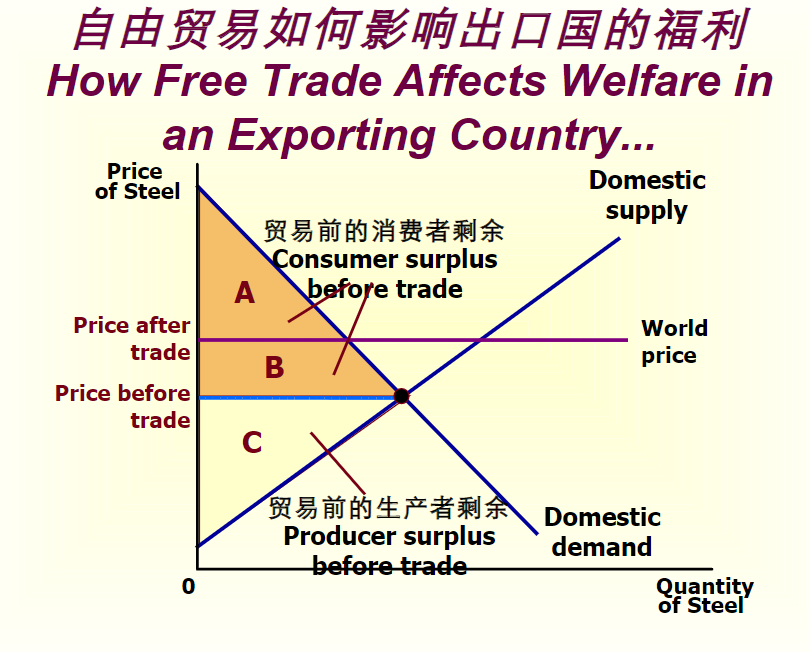 自由贸易如何影响出口国的福利
How Free Trade Affects Welfare in
an Exporting Country...
Price
of Steel
Domestic
supply
贸易前的消费者剩余
Consumer surplus
before trade
A
Price after
trade
World
price
B
Price before
trade
C
贸易前的生产者剩余
Producer surplus
before trade
Domestic
demand
0
Quantity
of Steel